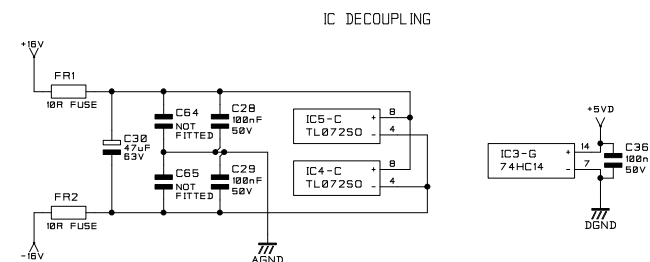 IC DECOUPLING
+16V
FR1
10R FUSE
C30
47uF
63V
C64
NOT
FITTED
C28
100nF
50V
C65
NOT
FITTED
C29
100nF
50V
FR2
10R FUSE
-16V
AGND
IC5-C
TL072SO
+ 8
- 4
IC4-C
TL072SO
+ 8
- 4
+5VD
IC3-G
74HC14
+ 14
- 7
C36
100n
50V
DGND